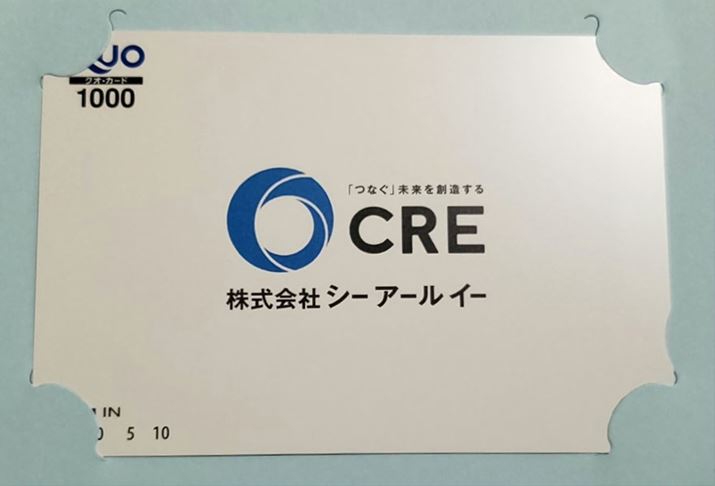 QUO
クオ・カード
1000
「つなぐ」未来を創造する
CRE
株式会社 シーアールイー
IN
0 5 10